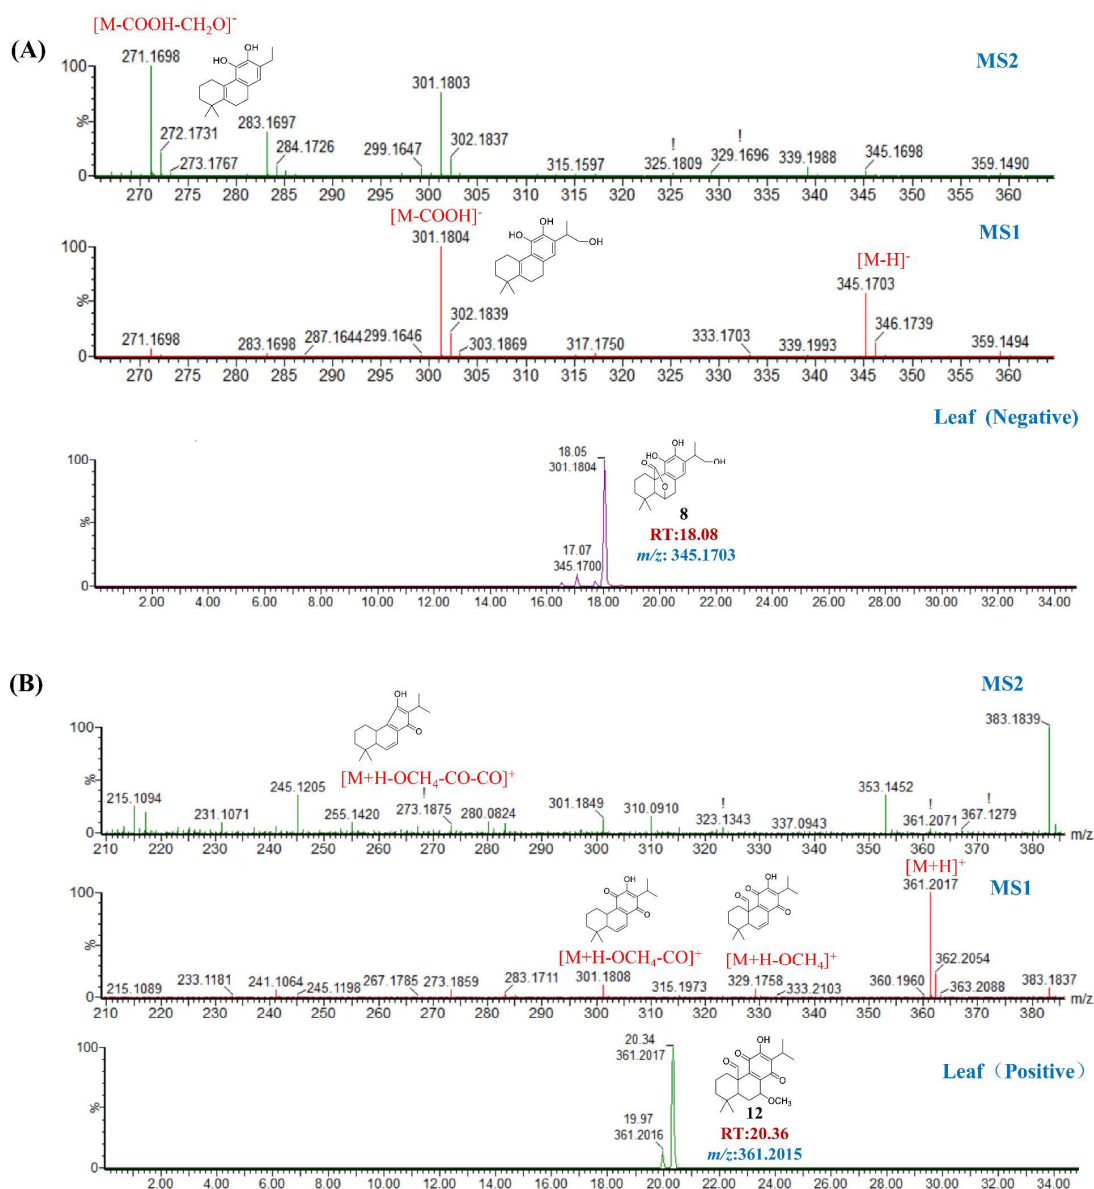 (A)
[M-COOH-CH2O]-
MS2
271.1698
301.1803
283.1697
272.1731
273.1767
284.1726
299.1647
302.1837
315.1597
!
325.1809
!
329.1696
339.1988
345.1698
359.1490
OH
HO
100
%
0
270 275 280 285 290 295 300 305 310 315 320 325 330 335 340 345 350 355 360
MS1
[M-COOH]-
301.1804
[M-H]-
345.1703
OH
HO
OH
271.1698
283.1698
287.1644
299.1646
302.1839
303.1869
317.1750
333.1703
339.1993
346.1739
359.1494
100
%
0
270 275 280 285 290 295 300 305 310 315 320 325 330 335 340 345 350 355 360
Leaf (Negative)
18.05
301.1804
17.07
345.1700
OH
HO
OH
O
O
8
RT:18.08
m/z: 345.1703
100
%
0
2.00 4.00 6.00 8.00 10.00 12.00 14.00 16.00 18.00 20.00 22.00 24.00 26.00 28.00 30.00 32.00 34.00
(B)
MS2
383.1839
OH
O
[M+H-OCH4-CO-CO]+
215.1094
231.1071
245.1205
255.1420
!
273.1875
280.0824
301.1849
310.0910
!
323.1343
337.0943
353.1452
!
361.2071
!
367.1279
100
%
0
210 220 230 240 250 260 270 280 290 300 310 320 330 340 350 360 370 380 m/z
MS1
[M+H]+
361.2017
OH
O
O
[M+H-OCH4-CO]+
OH
O
O
O
[M+H-OCH4]+
215.1089
233.1181
241.1064
245.1198
267.1785
273.1859
283.1711
301.1808
315.1973
329.1758
333.2103
360.1960
362.2054
363.2088
383.1837
100
%
0
210 220 230 240 250 260 270 280 290 300 310 320 330 340 350 360 370 380 m/z
Leaf（Positive）
20.34
361.2017
19.97
361.2016
OH
O
O
O
OCH3
12
RT:20.36
m/z:361.2015
100
%
0
2.00 4.00 6.00 8.00 10.00 12.00 14.00 16.00 18.00 20.00 22.00 24.00 26.00 28.00 30.00 32.00 34.00